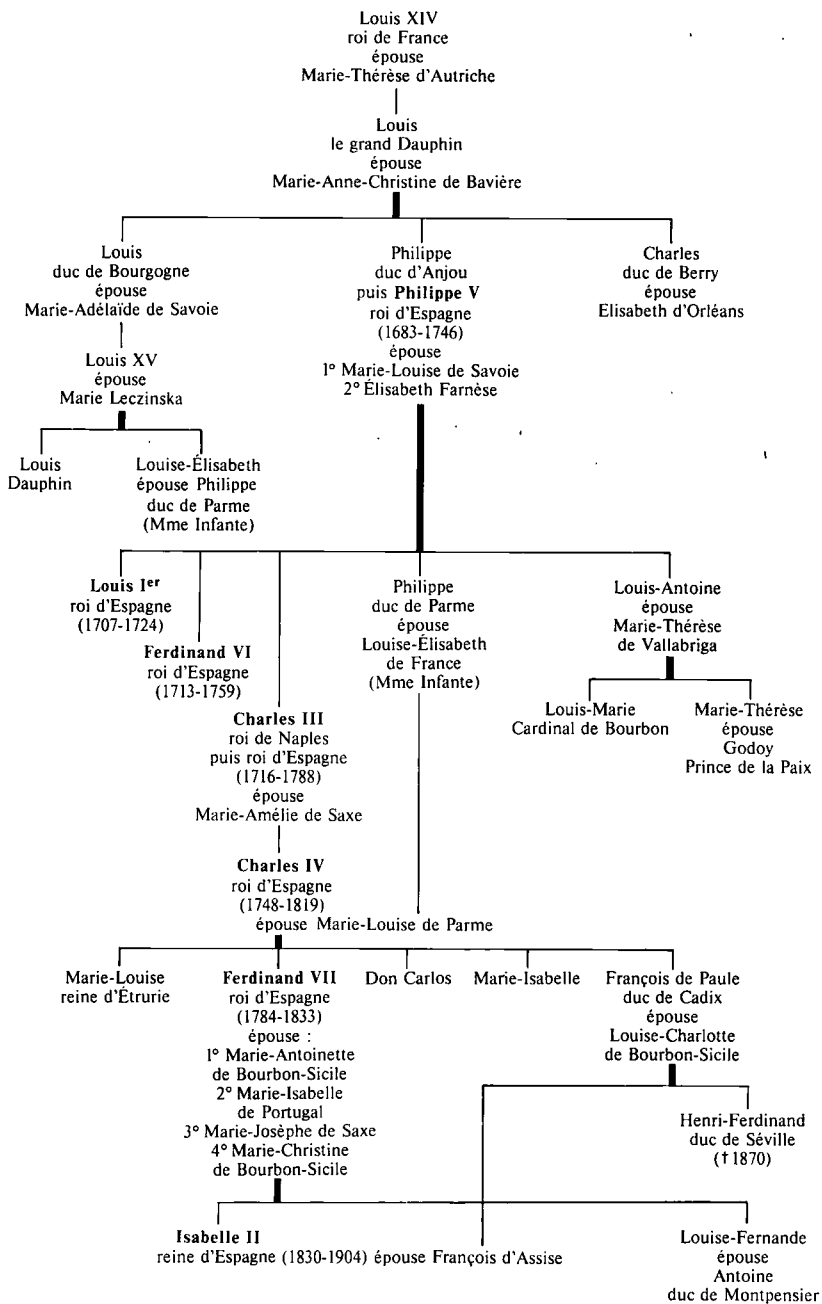 Louis XIV
roi de France
épouse
Marie-Thérèse d'Autriche
Louis
le grand Dauphin
épouse
Marie-Anne-Christine de Bavière
Louis
duc de Bourgogne
épouse
Marie-Adélaïde de Savoie
Philippe
duc d'Anjou
puis Philippe V
roi d'Espagne
(1683-1746)
épouse
1º Marie-Louise de Savoie
2º Élisabeth Farnèse
Charles
duc de Berry
épouse
Elisabeth d'Orléans
Louis XV
épouse
Marie Leczinska
Louis
Dauphin
Louise-Élisabeth
épouse Philippe
duc de Parme
(Mme Infante)
Louis Ier
roi d'Espagne
(1707-1724)
Ferdinand VI
roi d'Espagne
(1713-1759)
Charles III
roi de Naples
puis roi d'Espagne
(1716-1788)
épouse
Marie-Amélie de Saxe
Philippe
duc de Parme
épouse
Louise-Élisabeth
de France
(Mme Infante)
Louis-Antoine
épouse
Marie-Thérèse
de Vallabriga
Louis-Marie
Cardinal de Bourbon
Marie-Thérèse
épouse
Godoy
Prince de la Paix
Charles IV
roi d'Espagne
(1748-1819)
épouse Marie-Louise de Parme
Marie-Louise
reine d'Étrurie
Ferdinand VII
roi d'Espagne
(1784-1833)
épouse :
1º Marie-Antoinette
de Bourbon-Sicile
2º Marie-Isabelle
de Portugal
3º Marie-Josèphe de Saxe
4º Marie-Christine
de Bourbon-Sicile
Don Carlos
Marie-Isabelle
François de Paule
duc de Cadix
épouse
Louise-Charlotte
de Bourbon-Sicile
Henri-Ferdinand
duc de Séville
(† 1870)
Isabelle II
reine d'Espagne (1830-1904) épouse François d'Assise
Louise-Fernande
épouse
Antoine
duc de Montpensier